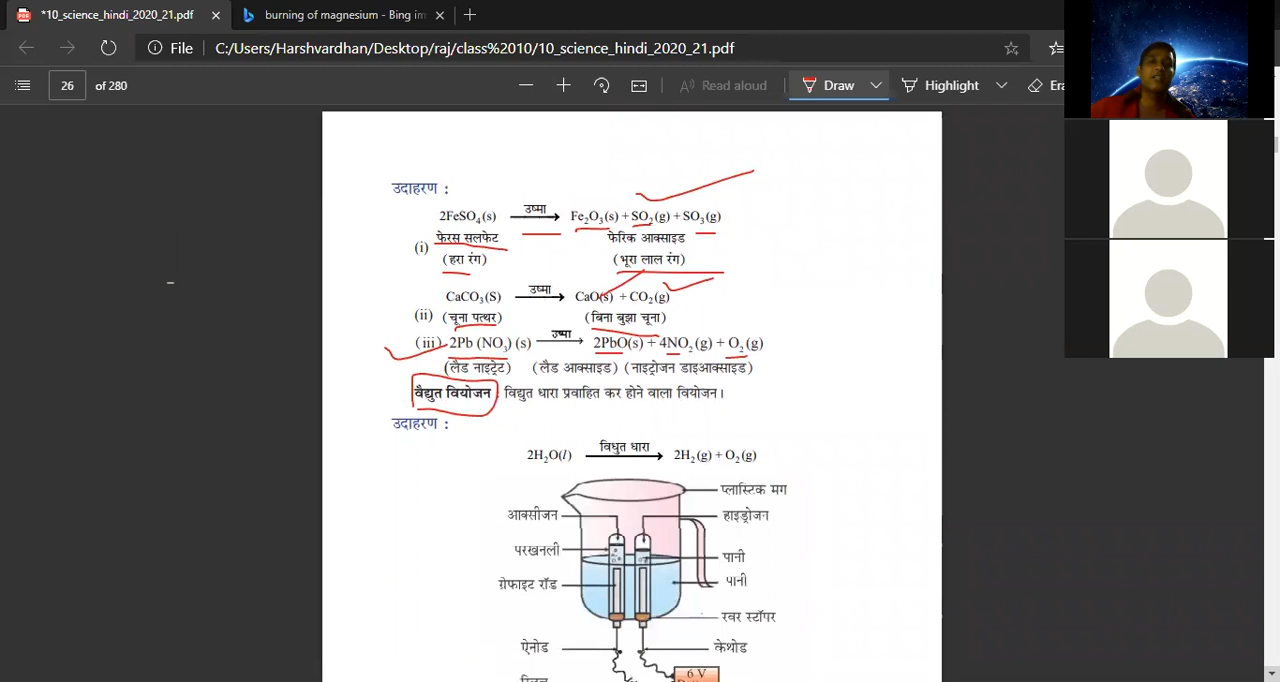 *10_science_hindi_2020_21.pdf
burning of magnesium - Bing im
File C:/Users/Harshvardhan/Desktop/raj/class%2010/10_science_hindi_2020_21.pdf
26 of 280 Read aloud Draw Highlight Era
उदाहरण :
2FeSO₄(s) उष्मा Fe₂O₃(s) + SO₂(g) + SO₃(g)
(i) फेरस सलफेट फेरिक आक्साइड
(हरा रंग) (भूरा लाल रंग)
CaCO₃(S) उष्मा CaO(s) + CO₂(g)
(ii) (चूना पत्थर) (बिना बुझा चूना)
(iii) 2Pb (NO₃) (s) उष्मा 2PbO(s) + 4NO₂(g) + O₂(g)
(लैड नाइट्रेट) (लैड आक्साइड) (नाइट्रोजन डाइआक्साइड)
वैद्युत वियोजन : विद्युत धारा प्रवाहित कर होने वाला वियोजन।
उदाहरण :
2H₂O(l) विधुत धारा 2H₂(g) + O₂(g)
प्लास्टिक मग
आक्सीजन हाइड्रोजन
परखनली पानी
ग्रेफाइट रॉड पानी
रबर स्टॉपर
ऐनोड केथोड
6 V